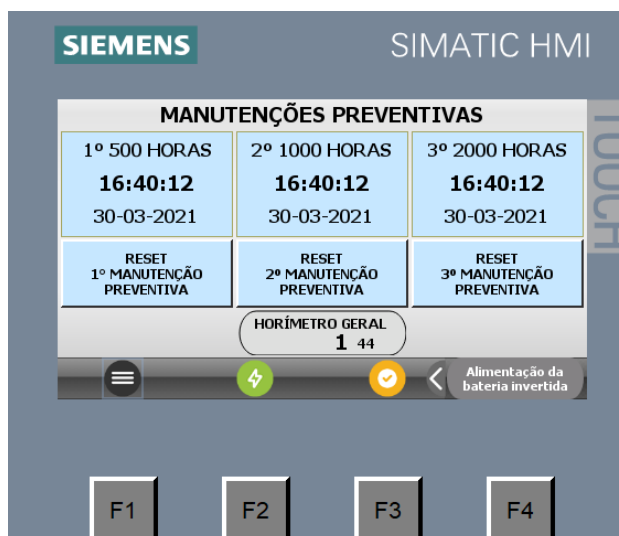 SIEMENS
SIMATIC HMI
TOUCH
MANUTENÇÕES PREVENTIVAS
1º 500 HORAS
16:40:12
30-03-2021
2º 1000 HORAS
16:40:12
30-03-2021
3º 2000 HORAS
16:40:12
30-03-2021
RESET
1° MANUTENÇÃO
PREVENTIVA
RESET
2º MANUTENÇÃO
PREVENTIVA
RESET
3º MANUTENÇÃO
PREVENTIVA
HORÍMETRO GERAL
1 44
Alimentação da
bateria invertida
F1
F2
F3
F4